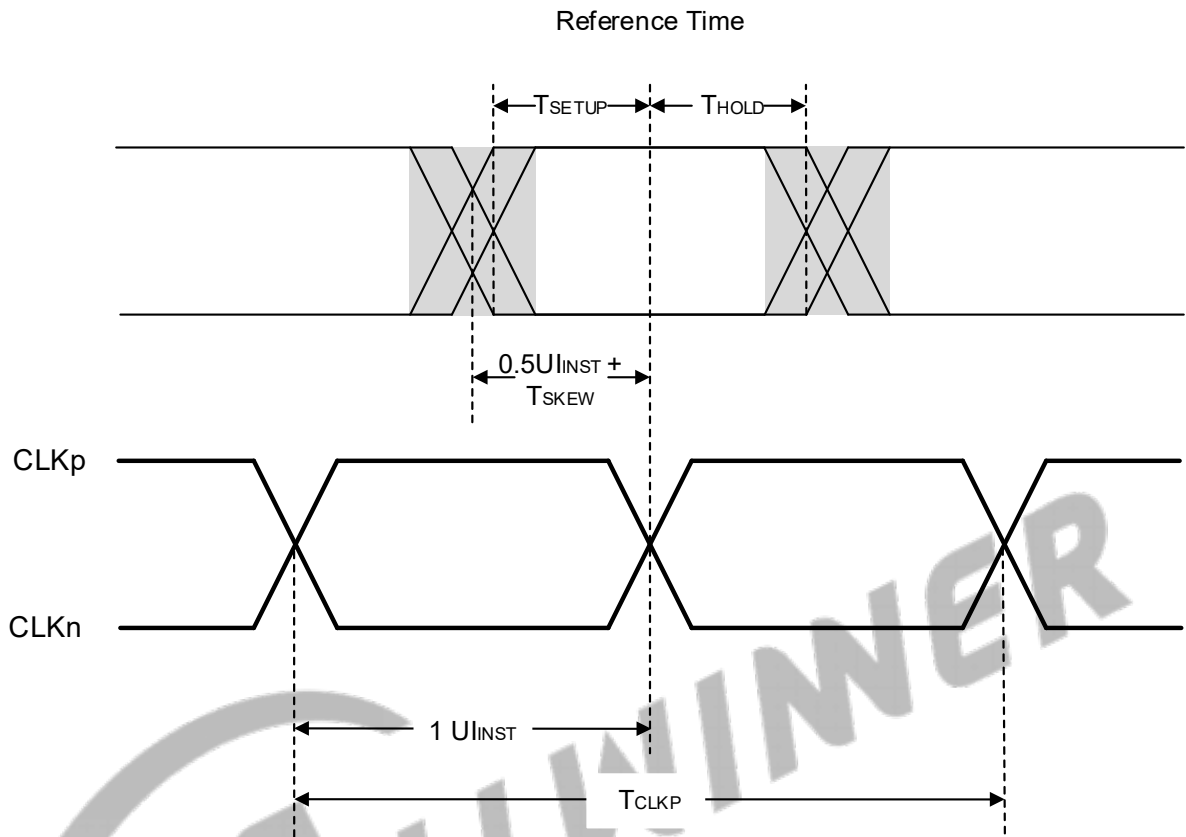 Reference Time
TSETUP
THOLD
0.5UIINST +
TSKEW
CLKp
CLKn
1 UIINST
TCLKP